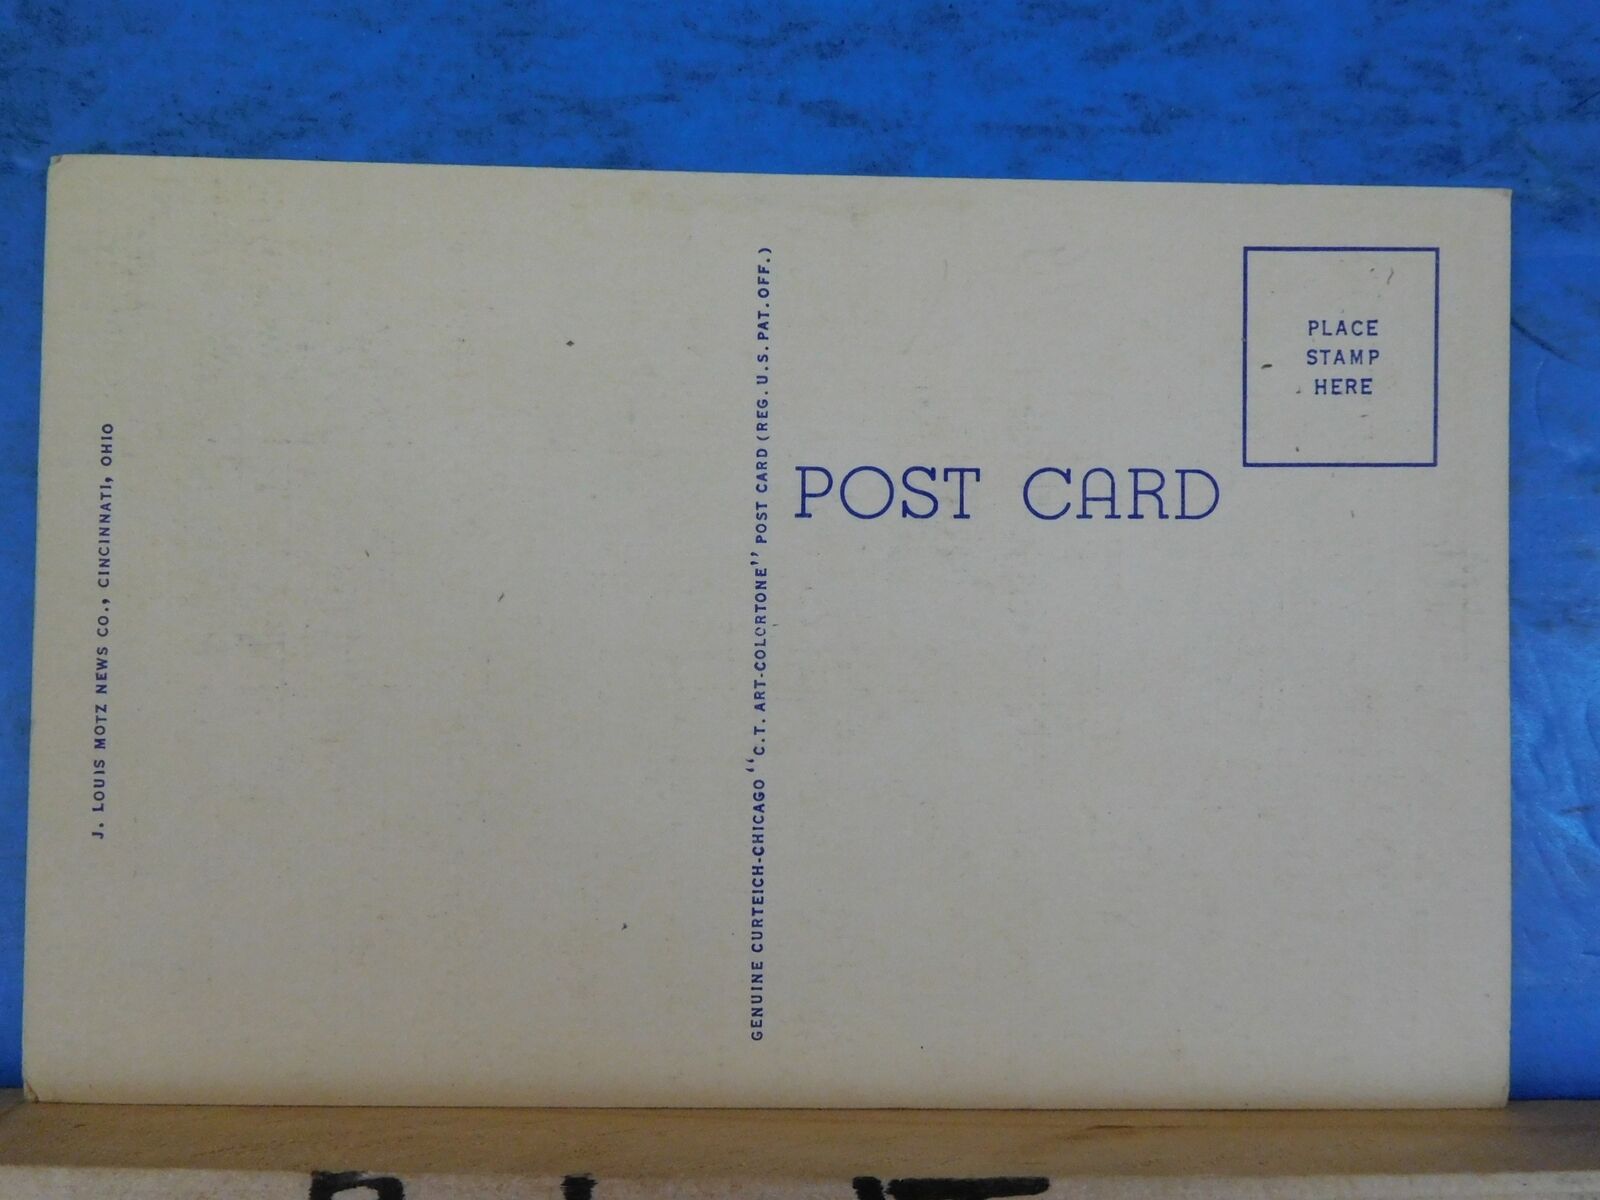 J. LOUIS MOTZ NEWS CO., CINCINNATI, OHIO
GENUINE CURTEICH-CHICAGO "C.T. ART-COLORTONE" POST CARD (REG. U.S. PAT. OFF.)
POST CARD
PLACE
STAMP
HERE